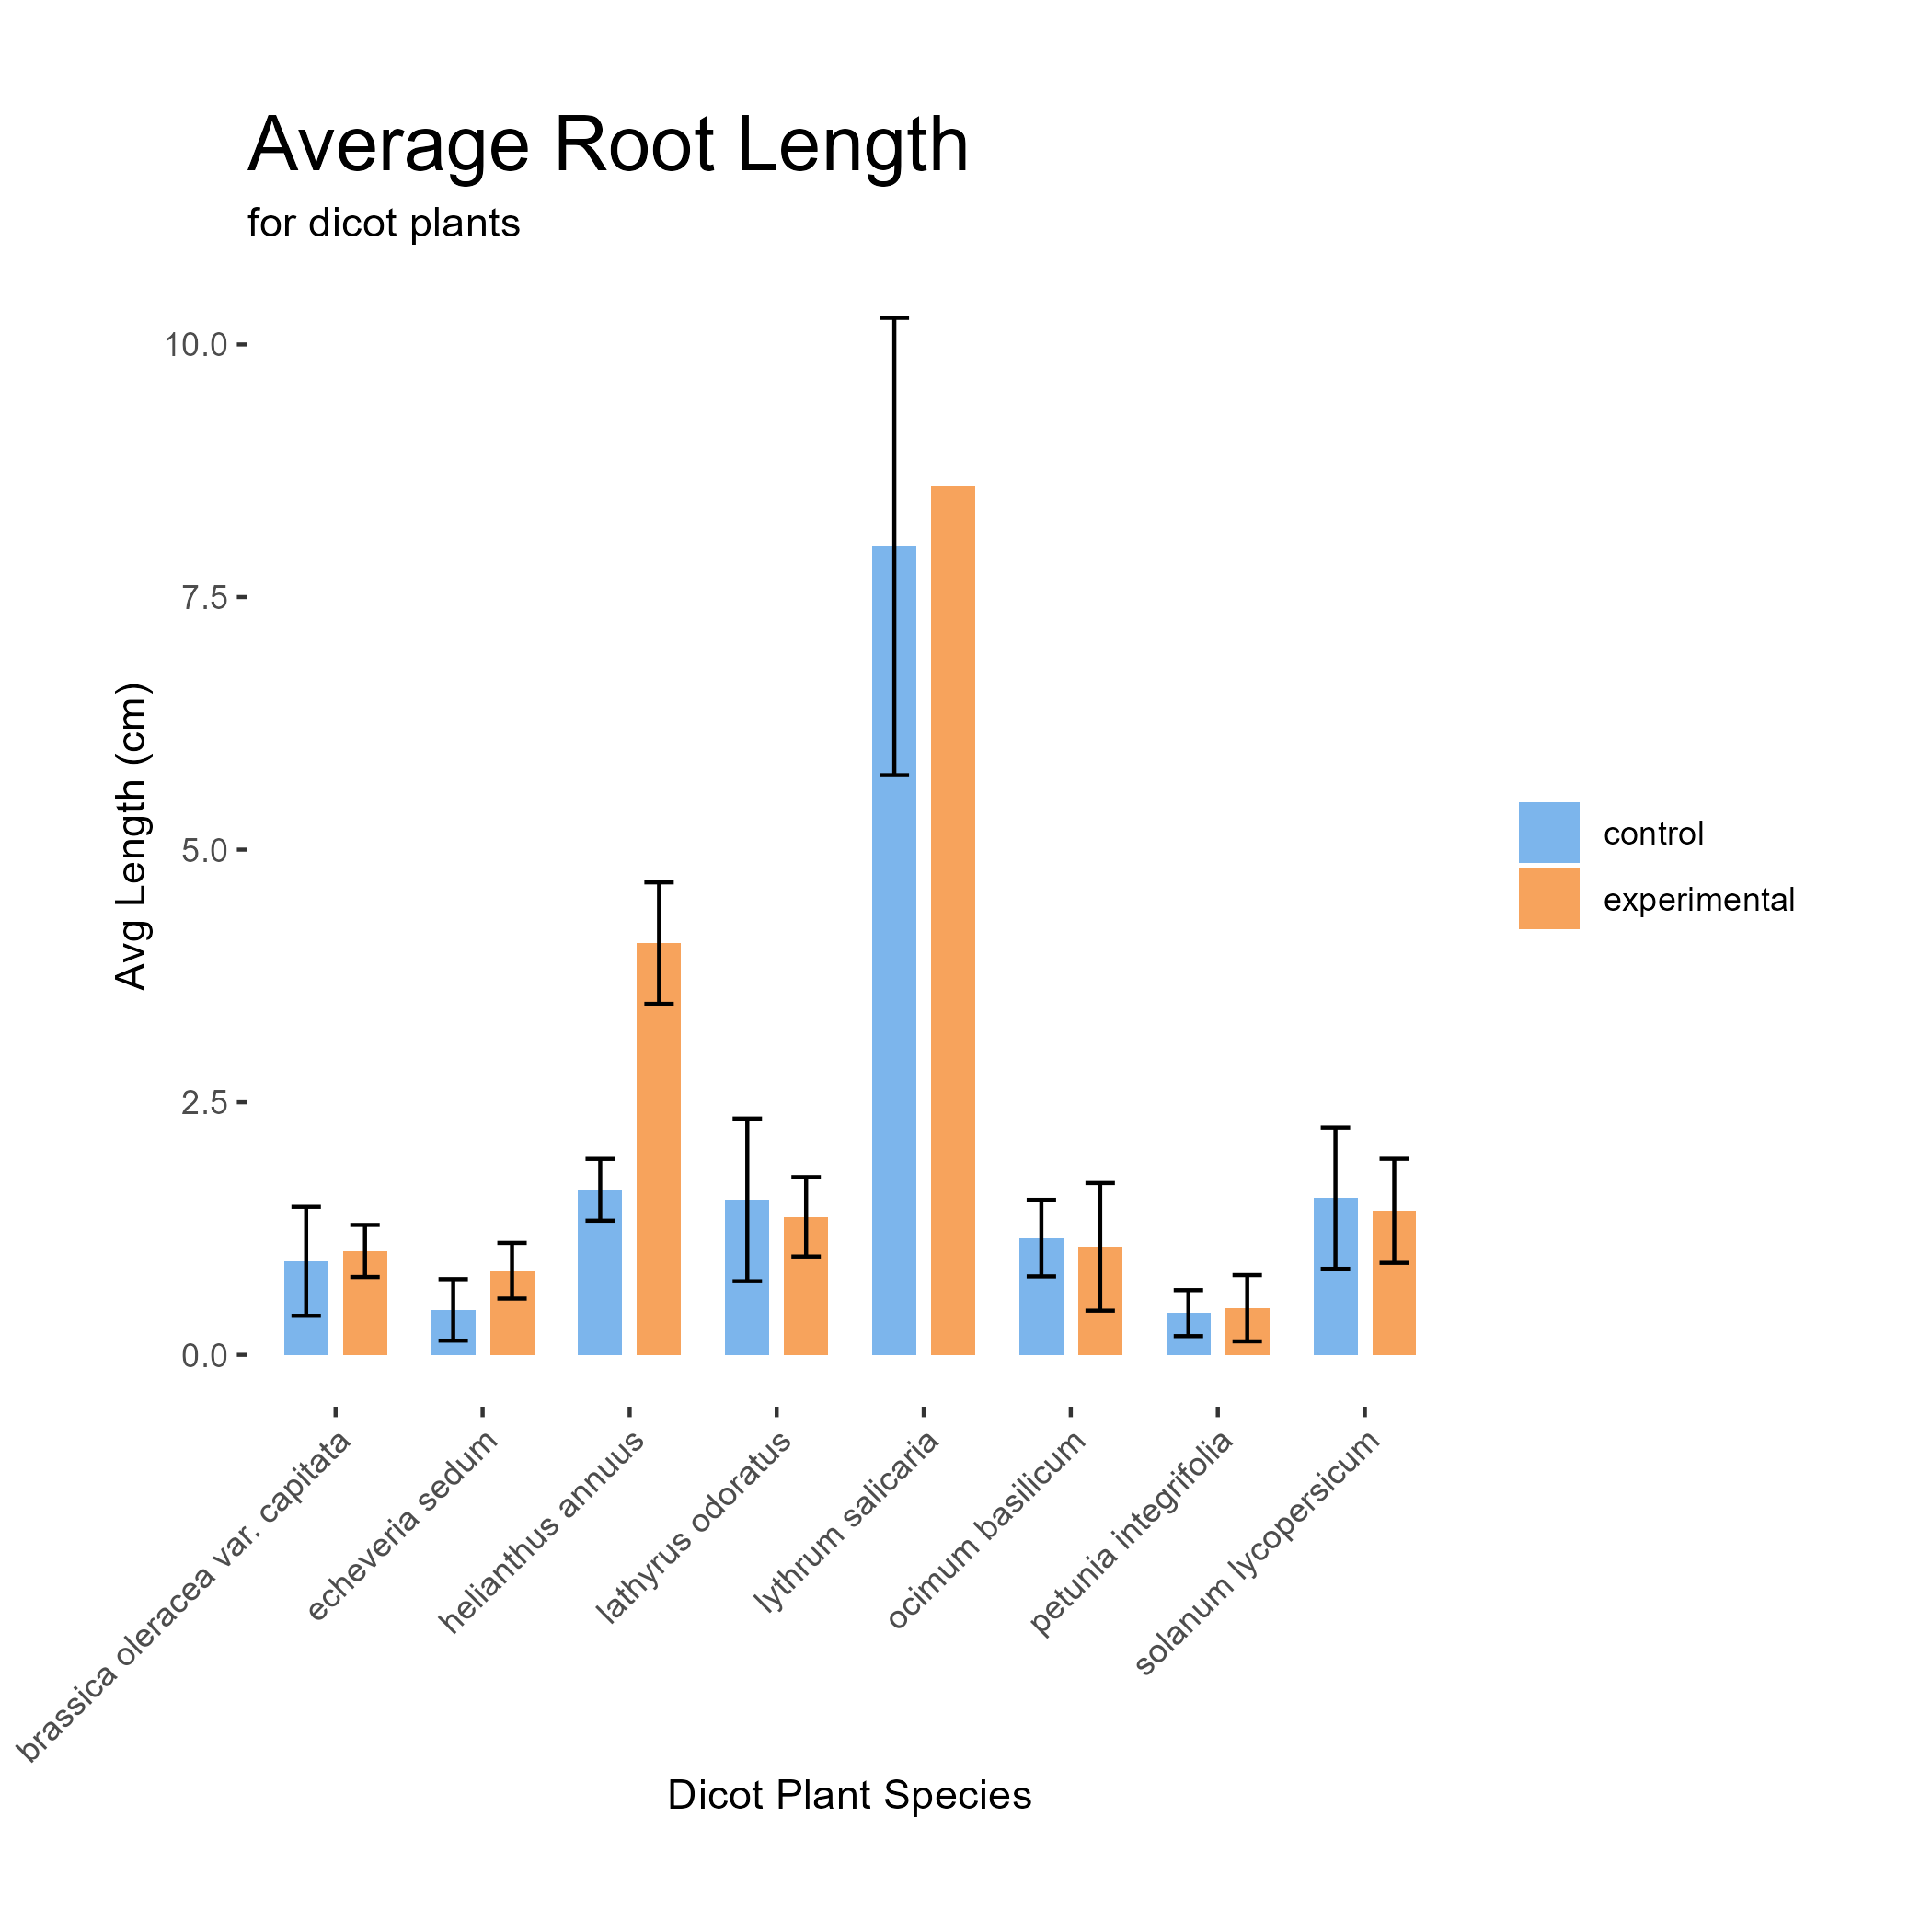 Average Root Length
for dicot plants
10.0
7.5
5.0
2.5
0.0
Avg Length (cm)
control
experimental
brassica oleracea var. capitata
echeveria sedum
helianthus annuus
lathyrus odoratus
lythrum salicaria
ocimum basilicum
petunia integrifolia
solanum lycopersicum
Dicot Plant Species